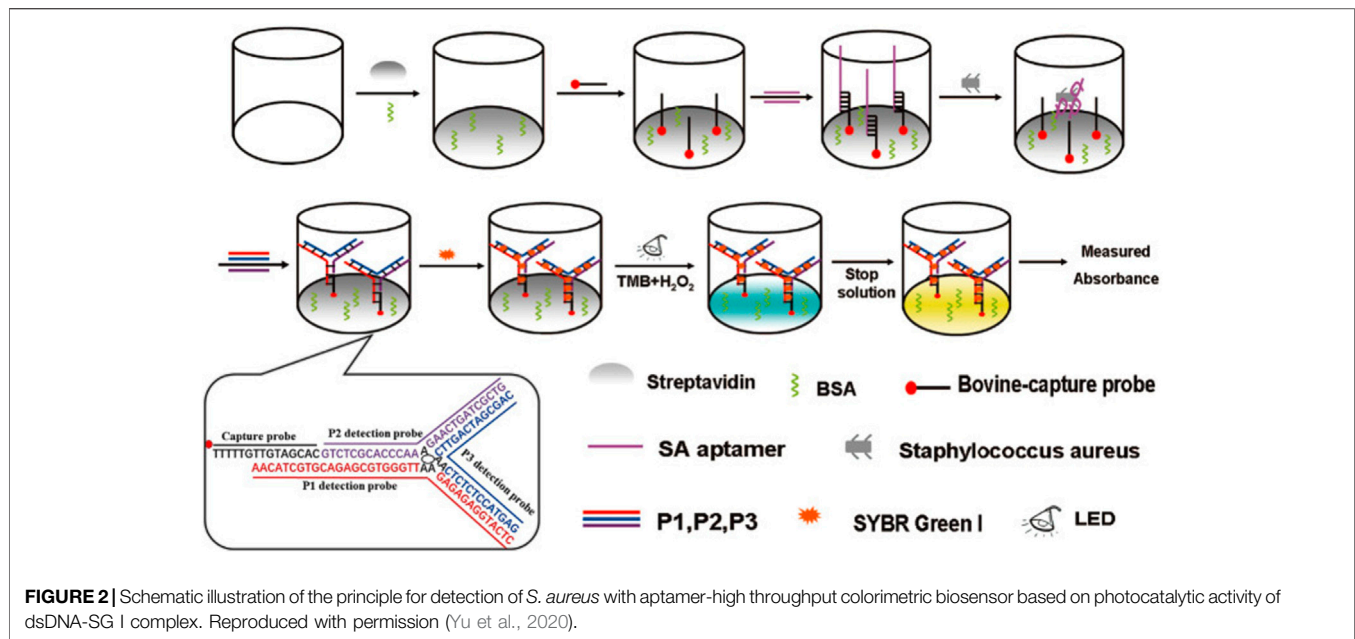 TMB+H₂O₂
Stop
solution
Measured
Absorbance
Capture probe
P2 detection probe
GAACTGATCGCTG
CTTGACTAGCGAC
TTTTTGTTGTAGCAC GTCTCGCACCCAA A
AACATCGTGCAGAGCGTGGGTT AA
P1 detection probe
P3 detection probe
AACTCTCTCCATGAG
GAGAGAGGTACTC
Streptavidin
BSA
Bovine-capture probe
SA aptamer
Staphylococcus aureus
P1,P2,P3
SYBR Green I
LED
FIGURE 2 | Schematic illustration of the principle for detection of S. aureus with aptamer-high throughput colorimetric biosensor based on photocatalytic activity of
dsDNA-SG I complex. Reproduced with permission (Yu et al., 2020).